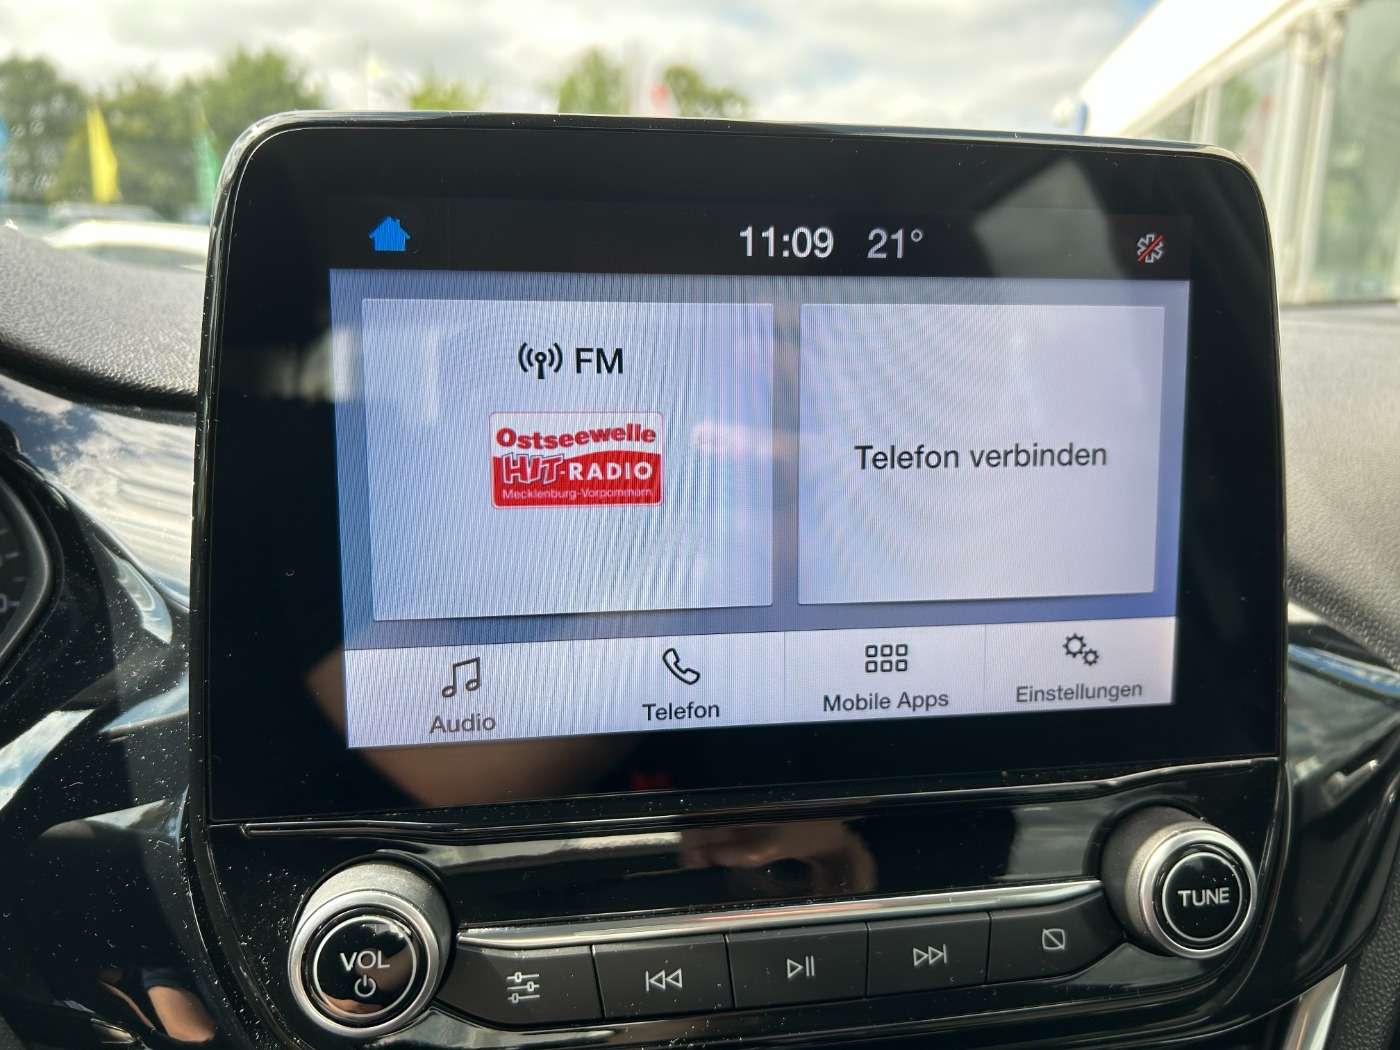 11:09 21°
FM
Ostseewelle
HIT-RADIO
Mecklenburg-Vorpommern
Telefon verbinden
Audio
Telefon
Mobile Apps
Einstellungen
VOL
TUNE